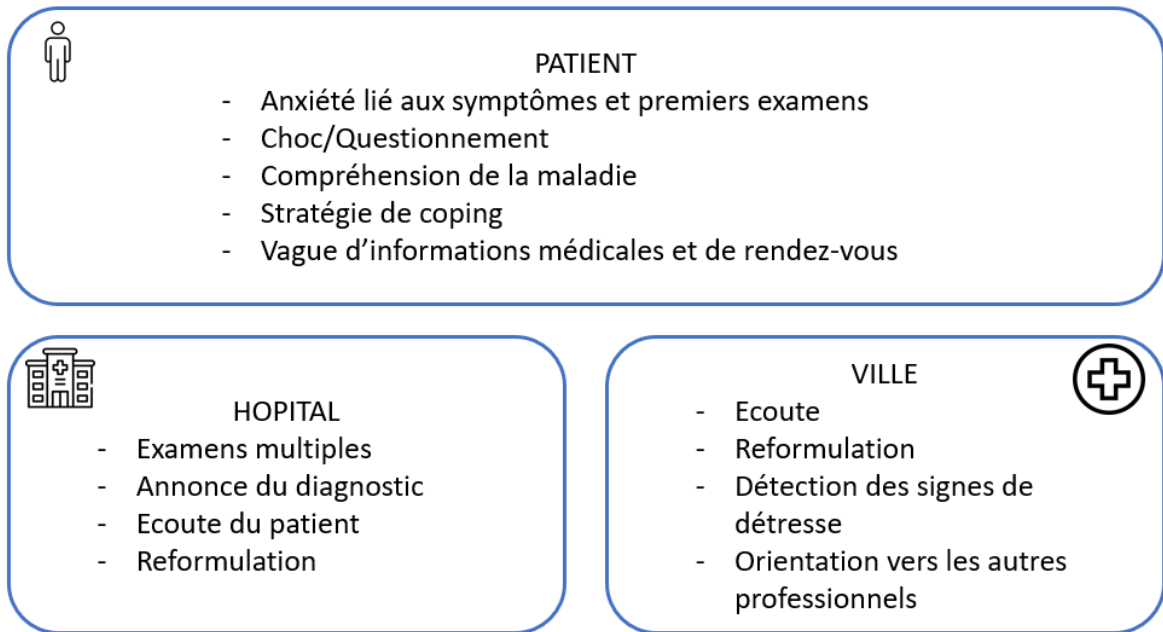 PATIENT
- Anxiété lié aux symptômes et premiers examens
- Choc/Questionnement
- Compréhension de la maladie
- Stratégie de coping
- Vague d’informations médicales et de rendez-vous
HOPITAL
- Examens multiples
- Annonce du diagnostic
- Ecoute du patient
- Reformulation
VILLE
- Ecoute
- Reformulation
- Détection des signes de
détresse
- Orientation vers les autres
professionnels